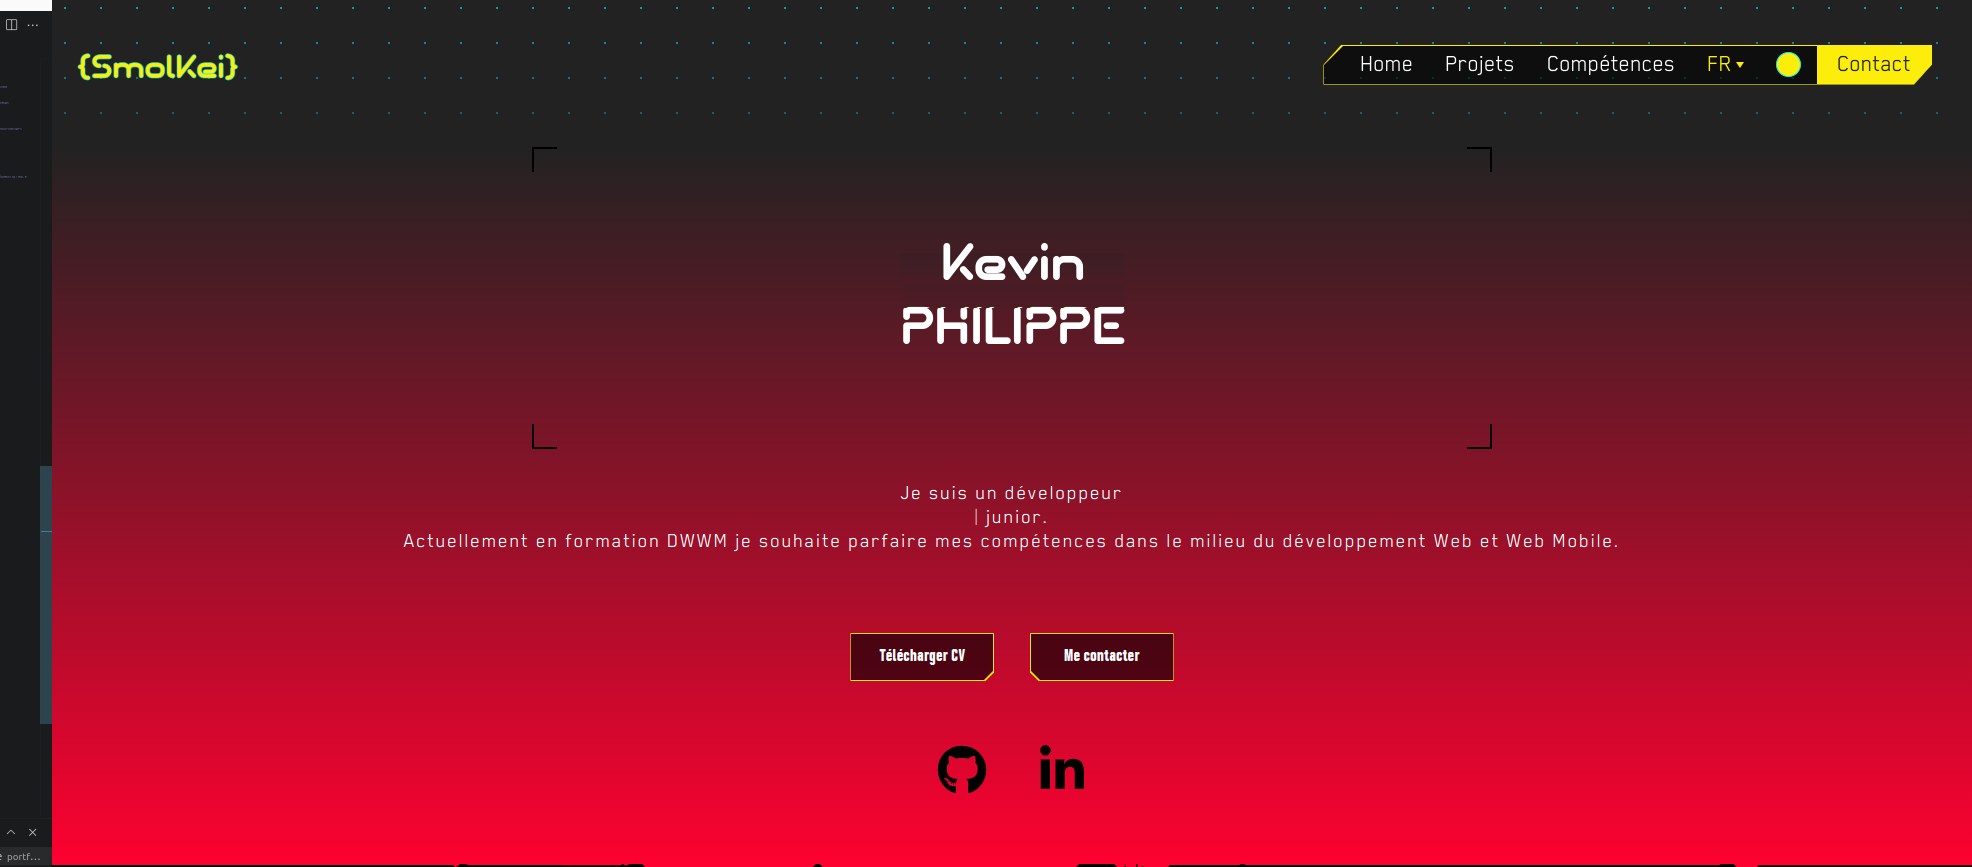 {SmolKei}
Home Projets Compétences FR Contact
Kevin
PHILIPPE
Je suis un développeur
| junior.
Actuellement en formation DWWM je souhaite parfaire mes compétences dans le milieu du développement Web et Web Mobile.
Télécharger CV Me contacter
in
portf...